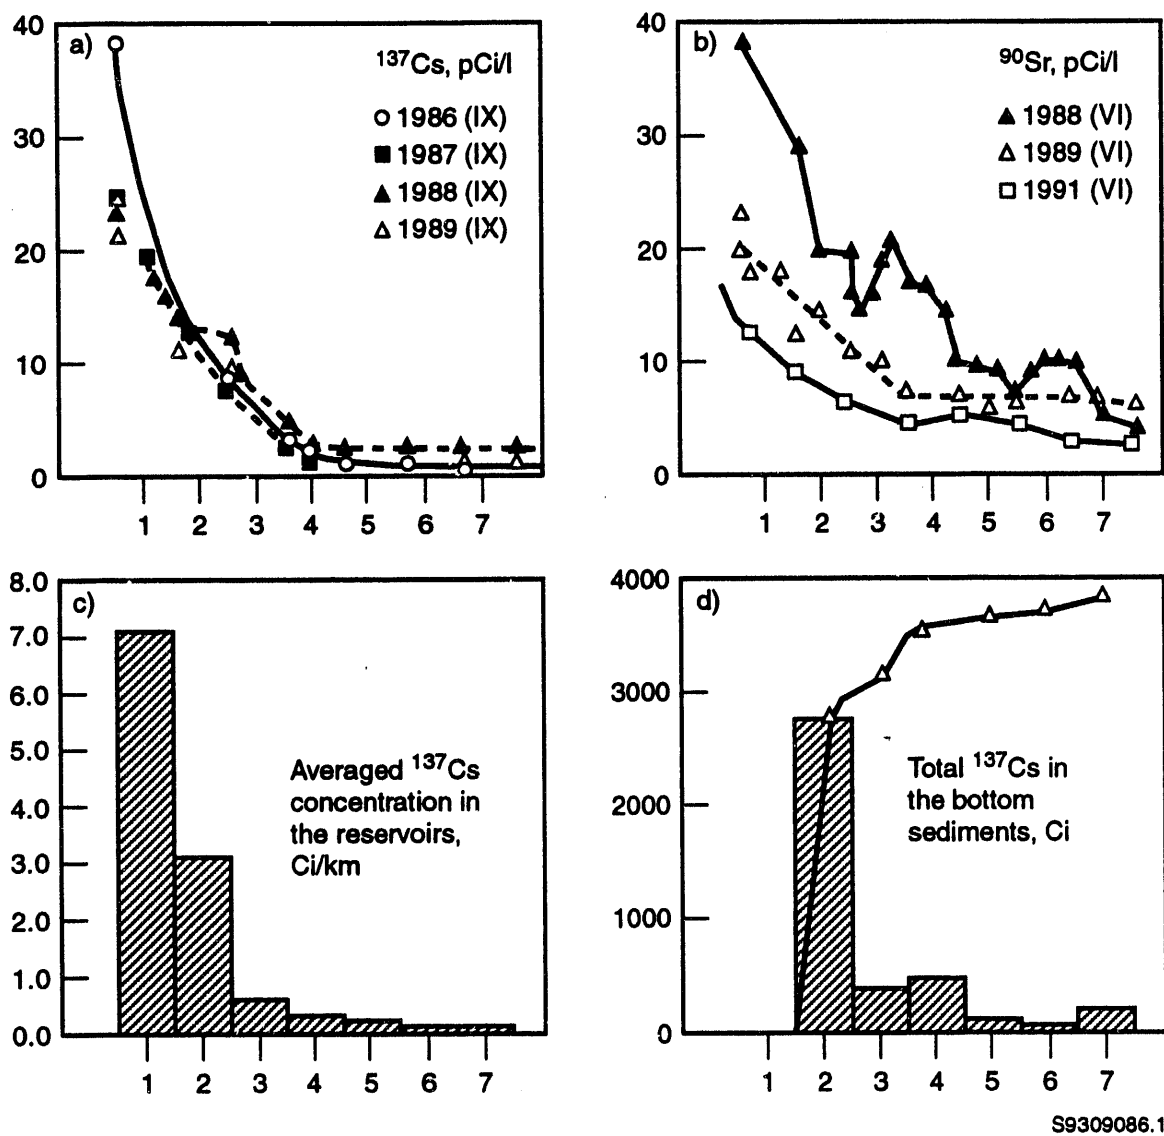 a)
137Cs, pCi/l
1986 (IX)
1987 (IX)
1988 (IX)
1989 (IX)
40
30
20
10
0
1 2 3 4 5 6 7
b)
90Sr, pCi/l
1988 (VI)
1989 (VI)
1991 (VI)
40
30
20
10
0
1 2 3 4 5 6 7
c)
8.0
7.0
6.0
5.0
4.0
3.0
2.0
1.0
0.0
Averaged 137Cs
concentration in
the reservoirs,
Ci/km
1 2 3 4 5 6 7
d)
4000
3000
2000
1000
0
Total 137Cs in
the bottom
sediments, Ci
1 2 3 4 5 6 7
S9309086.1